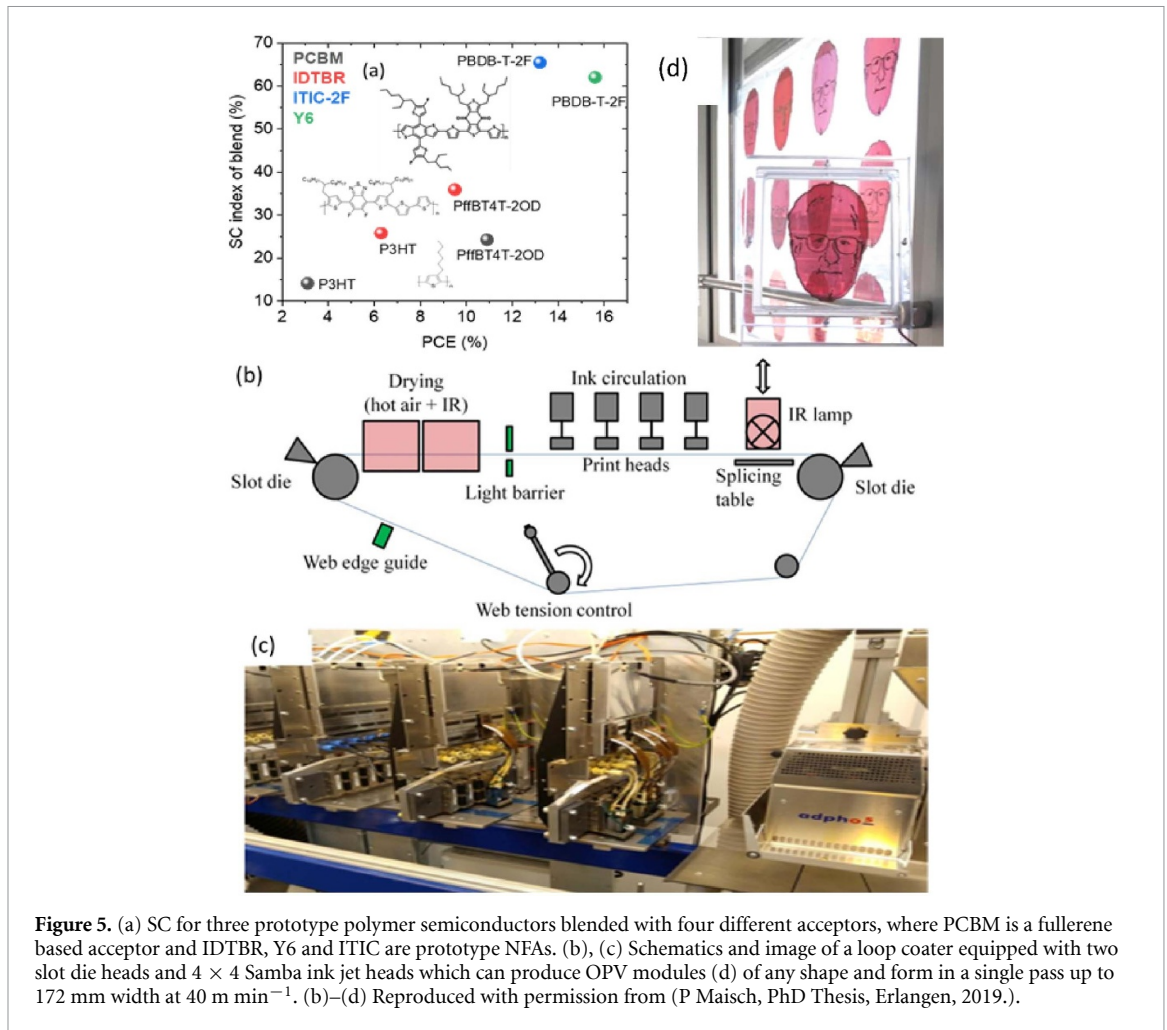 70
60
50
40
30
20
10
SC index of blend (%)
PCBM
IDTBR
ITIC-2F
Y6
(a)
PBDB-T-2F
PBDB-T-2F
PffBT4T-2OD
P3HT
PffBT4T-2OD
P3HT
2 4 6 8 10 12 14 16
PCE (%)
(d)
(b)
Drying
(hot air + IR)
Ink circulation
IR lamp
Slot die
Light barrier
Print heads
Splicing
table
Slot die
Web edge guide
Web tension control
(c)
adphos
Figure 5. (a) SC for three prototype polymer semiconductors blended with four different acceptors, where PCBM is a fullerene
based acceptor and IDTBR, Y6 and ITIC are prototype NFAs. (b), (c) Schematics and image of a loop coater equipped with two
slot die heads and 4 × 4 Samba ink jet heads which can produce OPV modules (d) of any shape and form in a single pass up to
172 mm width at 40 m min⁻¹. (b)–(d) Reproduced with permission from (P Maisch, PhD Thesis, Erlangen, 2019.).